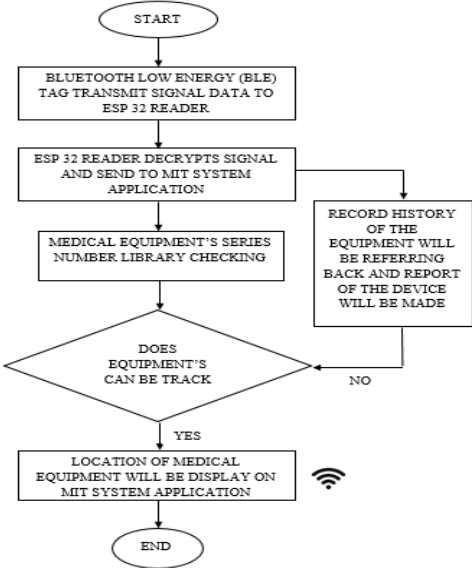 START
BLUETOOTH LOW ENERGY (BLE)
TAG TRANSMIT SIGNAL DATA TO
ESP 32 READER
ESP 32 READER DECRYPTS SIGNAL
AND SEND TO MIT SYSTEM
APPLICATION
RECORD HISTORY
OF THE
EQUIPMENT WILL
BE REFERRING
BACK AND REPORT
OF THE DEVICE
WILL BE MADE
MEDICAL EQUIPMENT'S SERIES
NUMBER LIBRARY CHECKING
DOES
EQUIPMENT'S
CAN BE TRACK
NO
YES
LOCATION OF MEDICAL
EQUIPMENT WILL BE DISPLAY ON
MIT SYSTEM APPLICATION
END